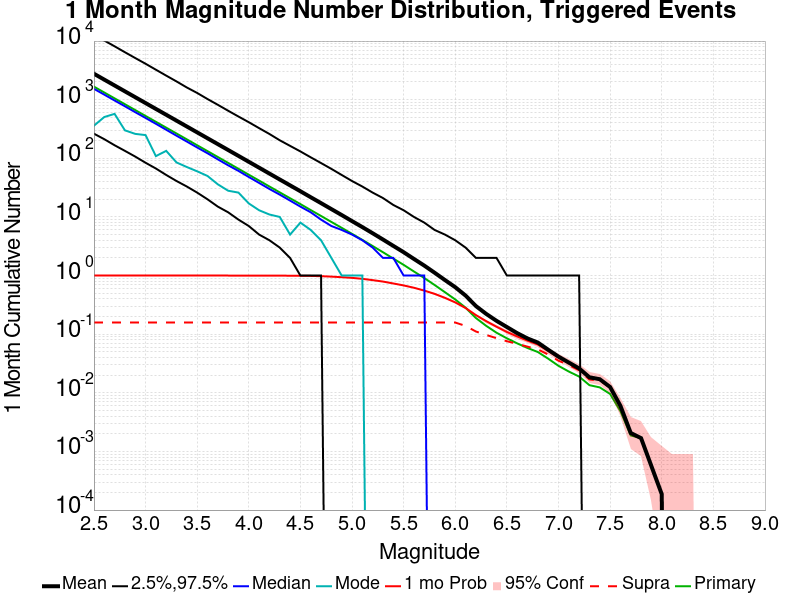 1 Month Magnitude Number Distribution, Triggered Events
1 Month Cumulative Number
10^4
10^3
10^2
10^1
10^0
10^-1
10^-2
10^-3
10^-4
2.5 3.0 3.5 4.0 4.5 5.0 5.5 6.0 6.5 7.0 7.5 8.0 8.5 9.0
Magnitude
Mean 2.5%,97.5% Median Mode 1 mo Prob 95% Conf Supra Primary